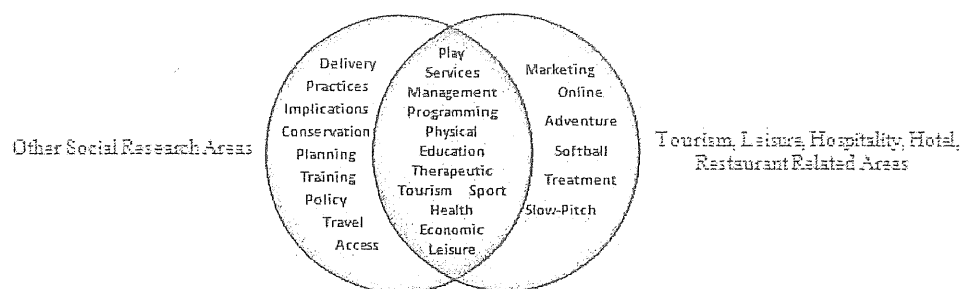 Other Social Research Areas
Delivery
Practices
Implications
Conservation
Planning
Training
Policy
Travel
Access
Play
Services
Management
Programming
Physical
Education
Therapeutic
Tourism Sport
Health
Economic
Leisure
Marketing
Online
Adventure
Softball
Treatment
Slow-Pitch
Tourism, Leisure, Hospitality, Hotel,
Restaurant Related Areas